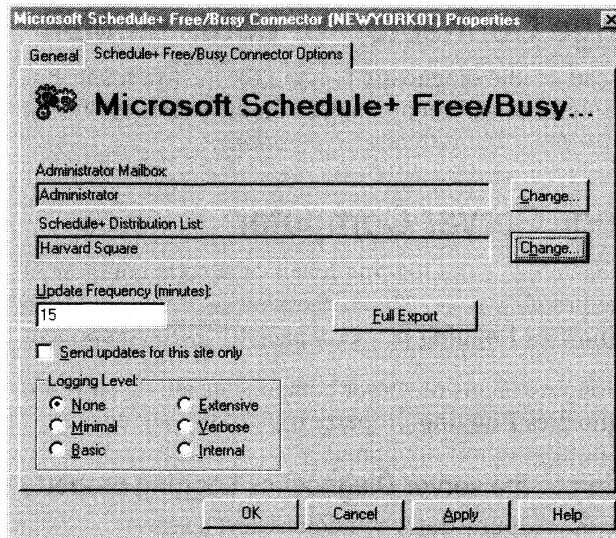 Microsoft Schedule+ Free/Busy Connector (NEWYORK01) Properties
General
Schedule+ Free/Busy Connector Options
Microsoft Schedule+ Free/Busy...
Administrator Mailbox:
Administrator
Change...
Schedule+ Distribution List:
Harvard Square
Change...
Update Frequency (minutes):
15
Full Export
Send updates for this site only
Logging Level:
None
Extensive
Minimal
Verbose
Basic
Internal
OK
Cancel
Apply
Help